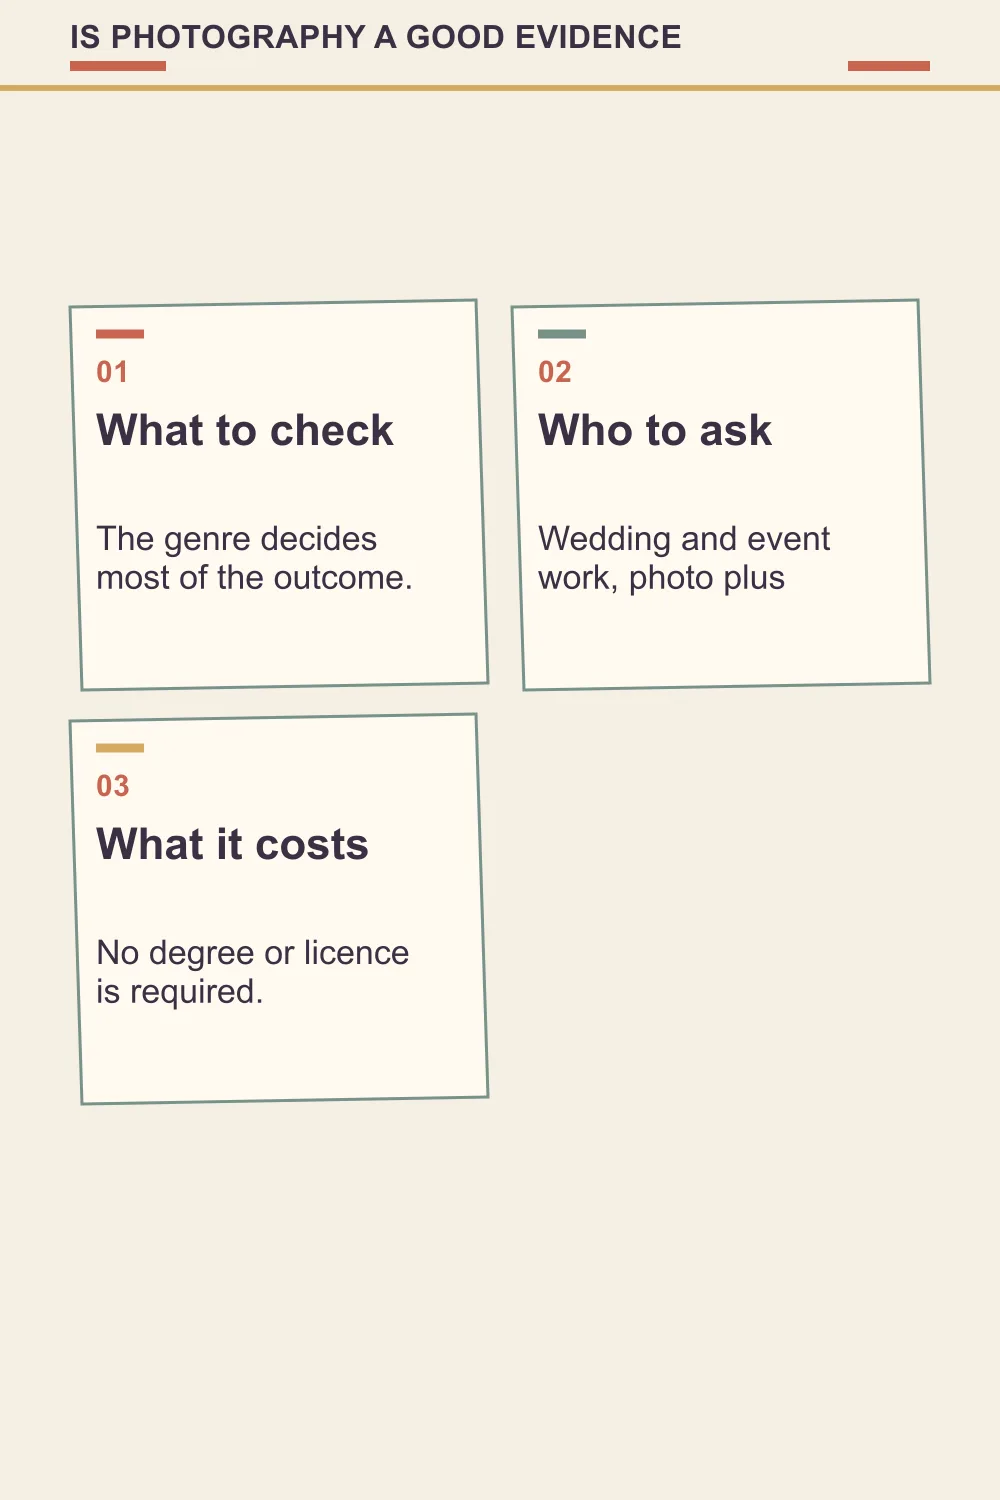 IS PHOTOGRAPHY A GOOD EVIDENCE
01
What to check
The genre decides
most of the outcome.
02
Who to ask
Wedding and event
work, photo plus
03
What it costs
No degree or licence
is required.